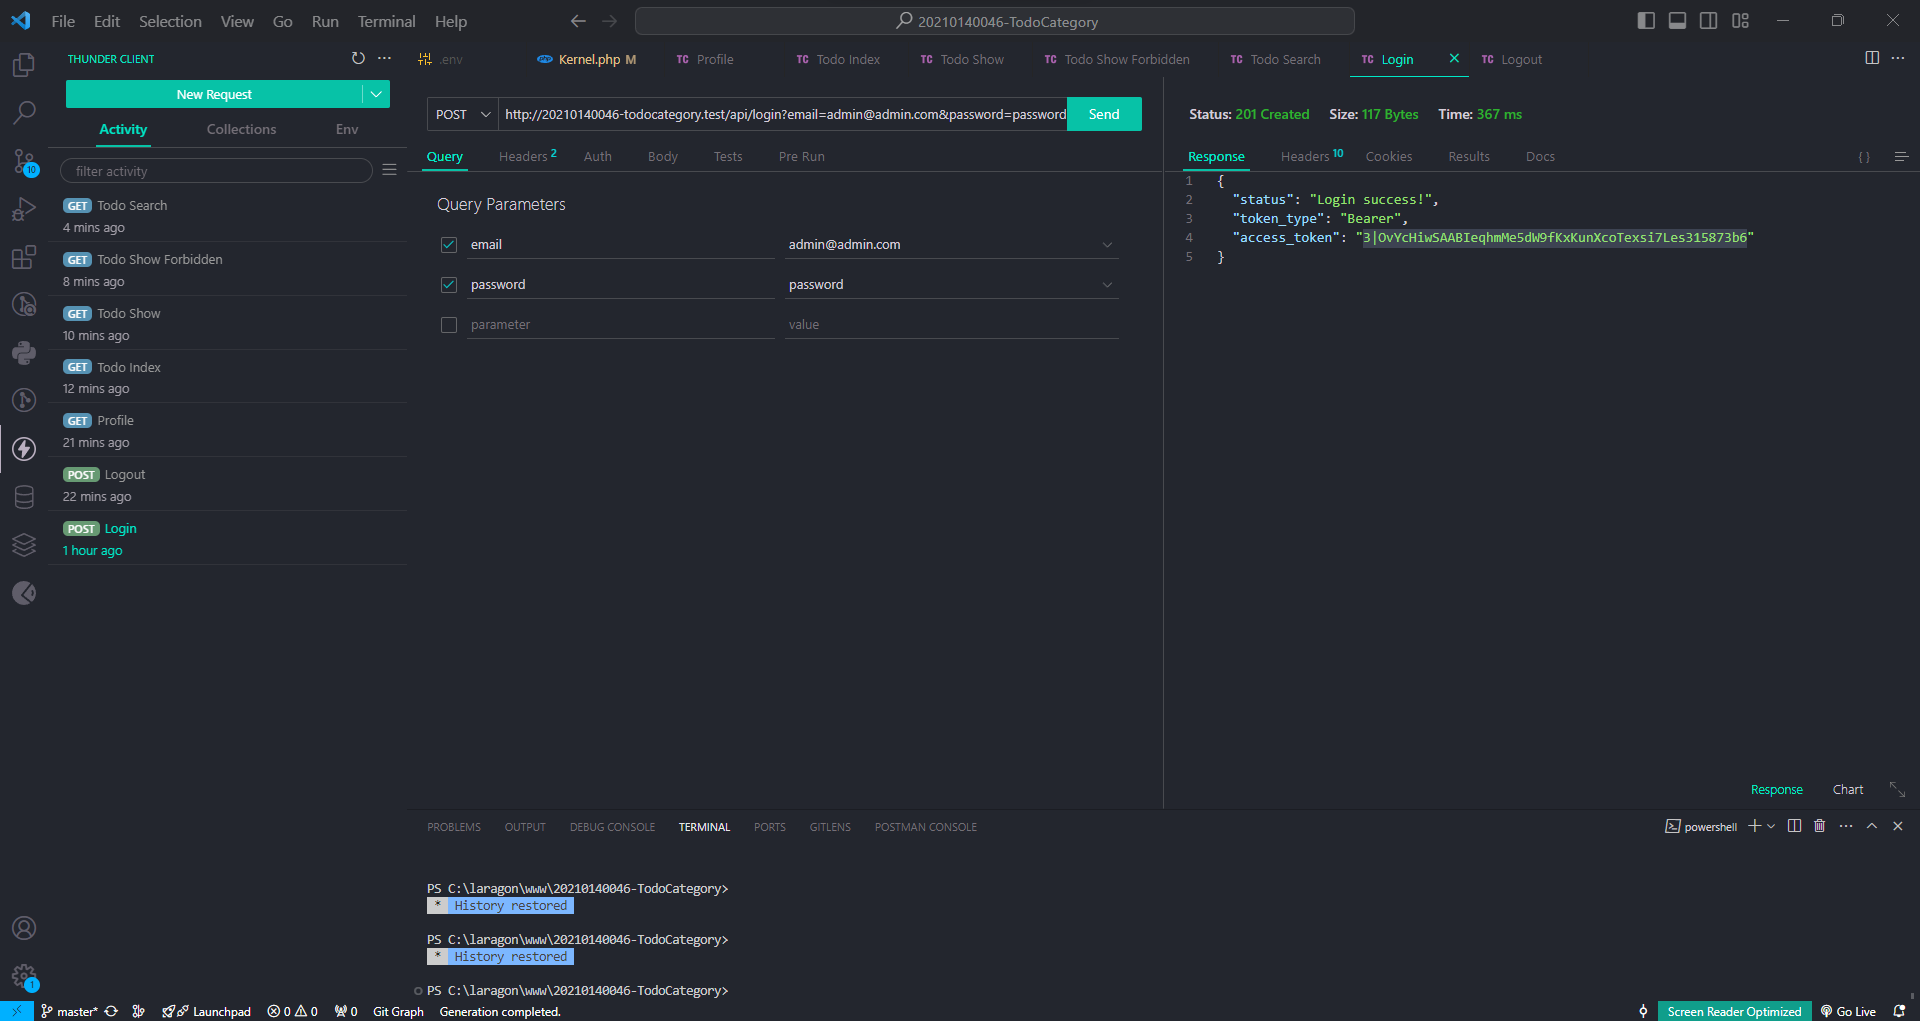 File Edit Selection View Go Run Terminal Help
20210140046-TodoCategory
THUNDER CLIENT
New Request
Activity Collections Env
filter activity
GET Todo Search
4 mins ago
GET Todo Show Forbidden
8 mins ago
GET Todo Show
10 mins ago
GET Todo Index
12 mins ago
GET Profile
21 mins ago
POST Logout
22 mins ago
POST Login
1 hour ago
10
1
.env
php Kernel.php M
TC Profile
TC Todo Index
TC Todo Show
TC Todo Show Forbidden
TC Todo Search
TC Login
TC Logout
POST http://20210140046-todocategory.test/api/login?email=admin@admin.com&password=password Send
Query Headers 2 Auth Body Tests Pre Run
Query Parameters
email admin@admin.com
password password
parameter value
Status: 201 Created Size: 117 Bytes Time: 367 ms
Response Headers 10 Cookies Results Docs { }
1 {
2 "status": "Login success!",
3 "token_type": "Bearer",
4 "access_token": "3|OvYcHiwSAABIeqhmMe5dW9fKxKunXcoTexsi7Les315873b6"
5 }
Response Chart
PROBLEMS OUTPUT DEBUG CONSOLE TERMINAL PORTS GITLENS POSTMAN CONSOLE
powershell
PS C:\laragon\www\20210140046-TodoCategory>
* History restored
PS C:\laragon\www\20210140046-TodoCategory>
* History restored
PS C:\laragon\www\20210140046-TodoCategory>
master* Launchpad 0 0 0 Git Graph Generation completed.
Screen Reader Optimized Go Live